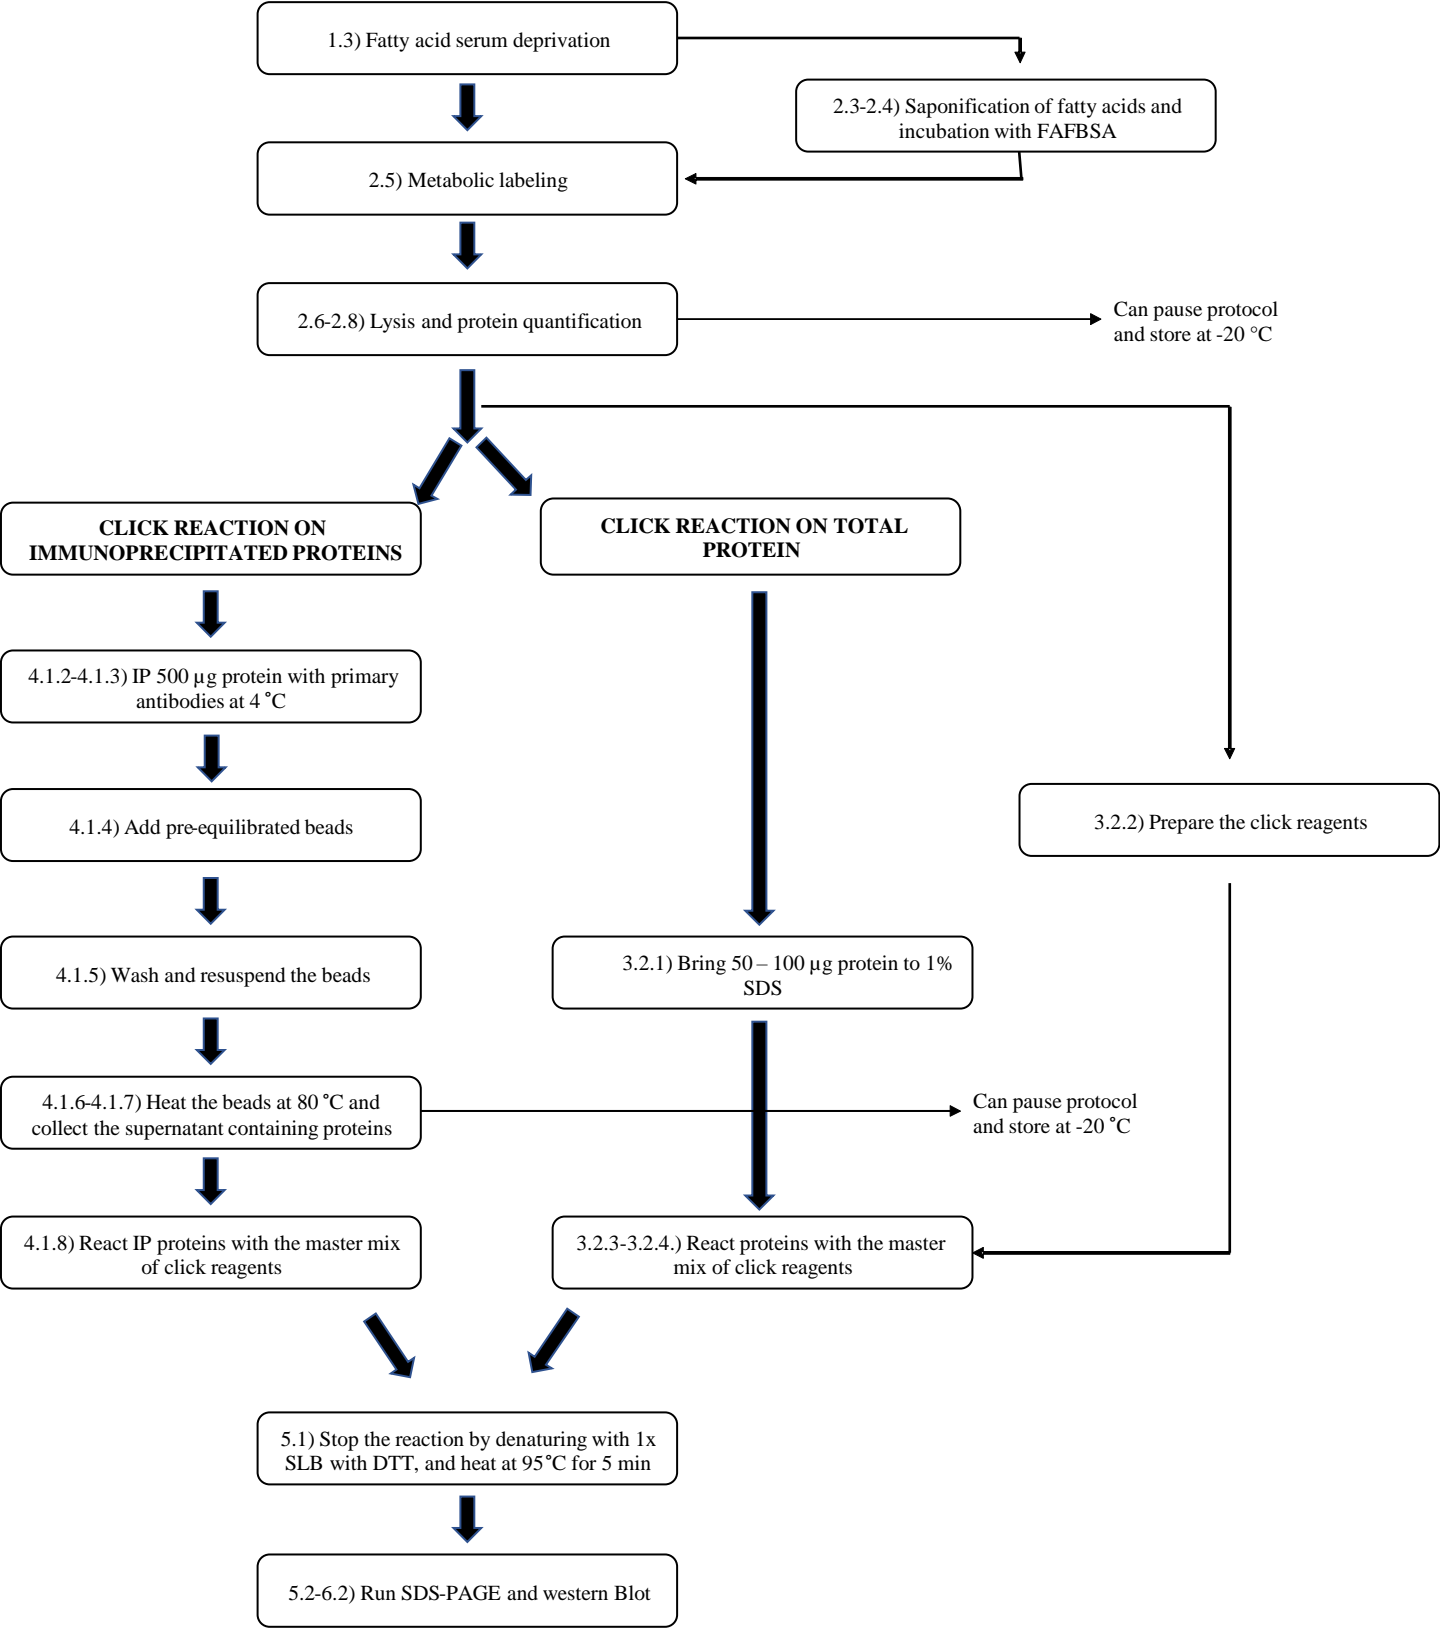 1.3) Fatty acid serum deprivation
2.3-2.4) Saponification of fatty acids and
incubation with FAFBSA
2.5) Metabolic labeling
2.6-2.8) Lysis and protein quantification
Can pause protocol
and store at -20 °C
CLICK REACTION ON
IMMUNOPRECIPITATED PROTEINS
CLICK REACTION ON TOTAL
PROTEIN
4.1.2-4.1.3) IP 500 µg protein with primary
antibodies at 4 °C
4.1.4) Add pre-equilibrated beads
3.2.2) Prepare the click reagents
4.1.5) Wash and resuspend the beads
3.2.1) Bring 50 – 100 µg protein to 1%
SDS
4.1.6-4.1.7) Heat the beads at 80 °C and
collect the supernatant containing proteins
Can pause protocol
and store at -20 °C
4.1.8) React IP proteins with the master mix
of click reagents
3.2.3-3.2.4.) React proteins with the master
mix of click reagents
5.1) Stop the reaction by denaturing with 1x
SLB with DTT, and heat at 95°C for 5 min
5.2-6.2) Run SDS-PAGE and western Blot